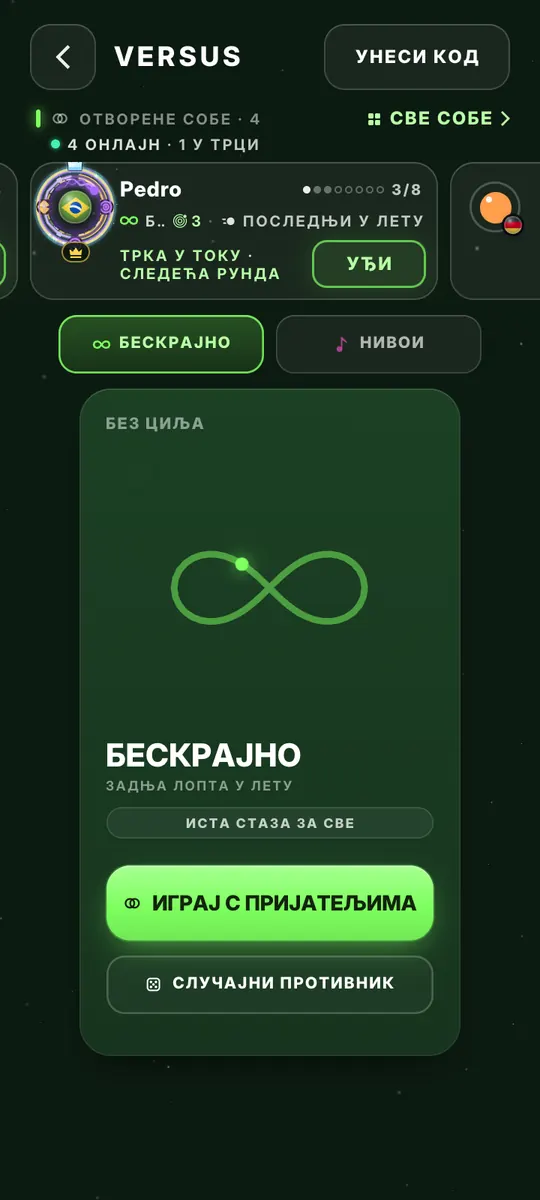 VERSUS
УНЕСИ КОД
ОТВОРЕНЕ СОБЕ · 4
СВЕ СОБЕ
4 ОНЛАЈН · 1 У ТРЦИ
Pedro
3/8
Б.. 3 · ПОСЛЕДЊИ У ЛЕТУ
ТРКА У ТОКУ ·
СЛЕДЕЋА РУНДА
УЂИ
БЕСКРАЈНО
НИВОИ
БЕЗ ЦИЉА
БЕСКРАЈНО
ЗАДЊА ЛОПТА У ЛЕТУ
ИСТА СТАЗА ЗА СВЕ
ИГРАЈ С ПРИЈАТЕЉИМА
СЛУЧАЈНИ ПРОТИВНИК